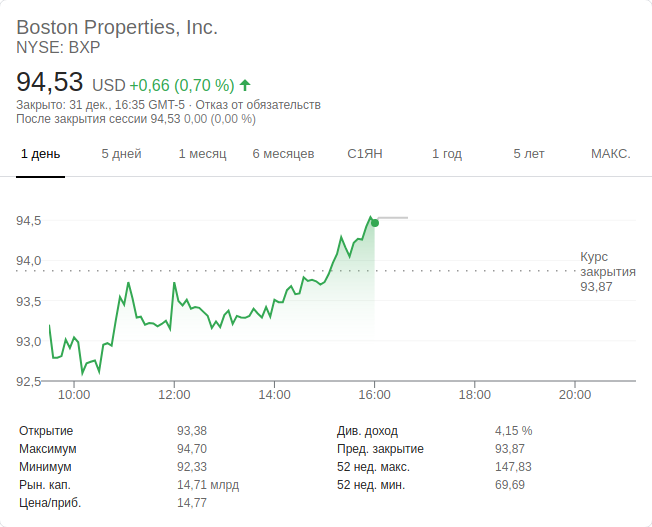 Boston Properties, Inc.
NYSE: BXP
94,53 USD +0,66 (0,70 %)
Закрыто: 31 дек., 16:35 GMT-5 · Отказ от обязательств
После закрытия сессии 94,53 0,00 (0,00 %)
1 день 5 дней 1 месяц 6 месяцев С1ЯН 1 год 5 лет МАКС.
94,5
94,0
93,5
93,0
92,5
Курс
закрытия
93,87
10:00 12:00 14:00 16:00 18:00 20:00
Открытие 93,38 Див. доход 4,15 %
Максимум 94,70 Пред. закрытие 93,87
Минимум 92,33 52 нед. макс. 147,83
Рын. кап. 14,71 млрд 52 нед. мин. 69,69
Цена/приб. 14,77